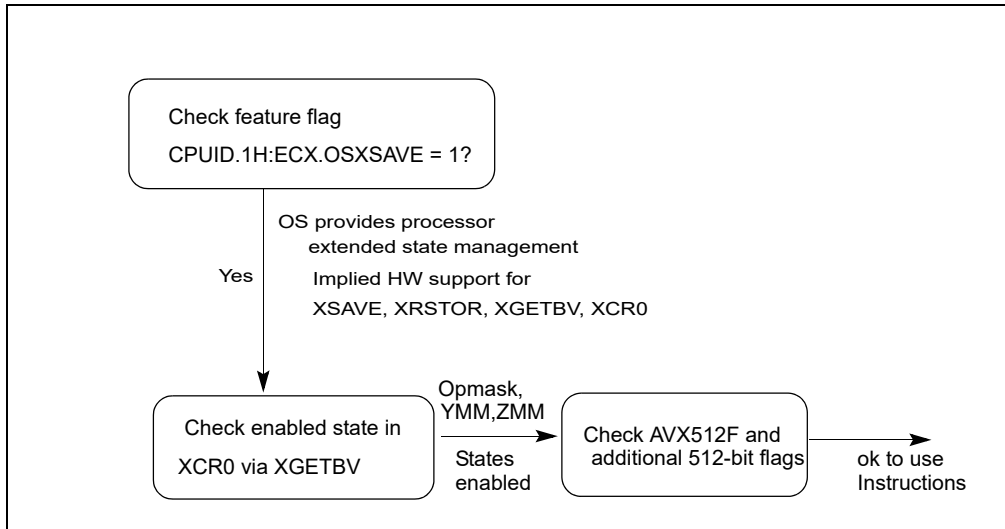 Check feature flag
CPUID.1H:ECX.OSXSAVE = 1?
OS provides processor
extended state management
Yes
Implied HW support for
XSAVE, XRSTOR, XGETBV, XCR0
Check enabled state in
XCR0 via XGETBV
Opmask,
YMM,ZMM
States
enabled
Check AVX512F and
additional 512-bit flags
ok to use
Instructions